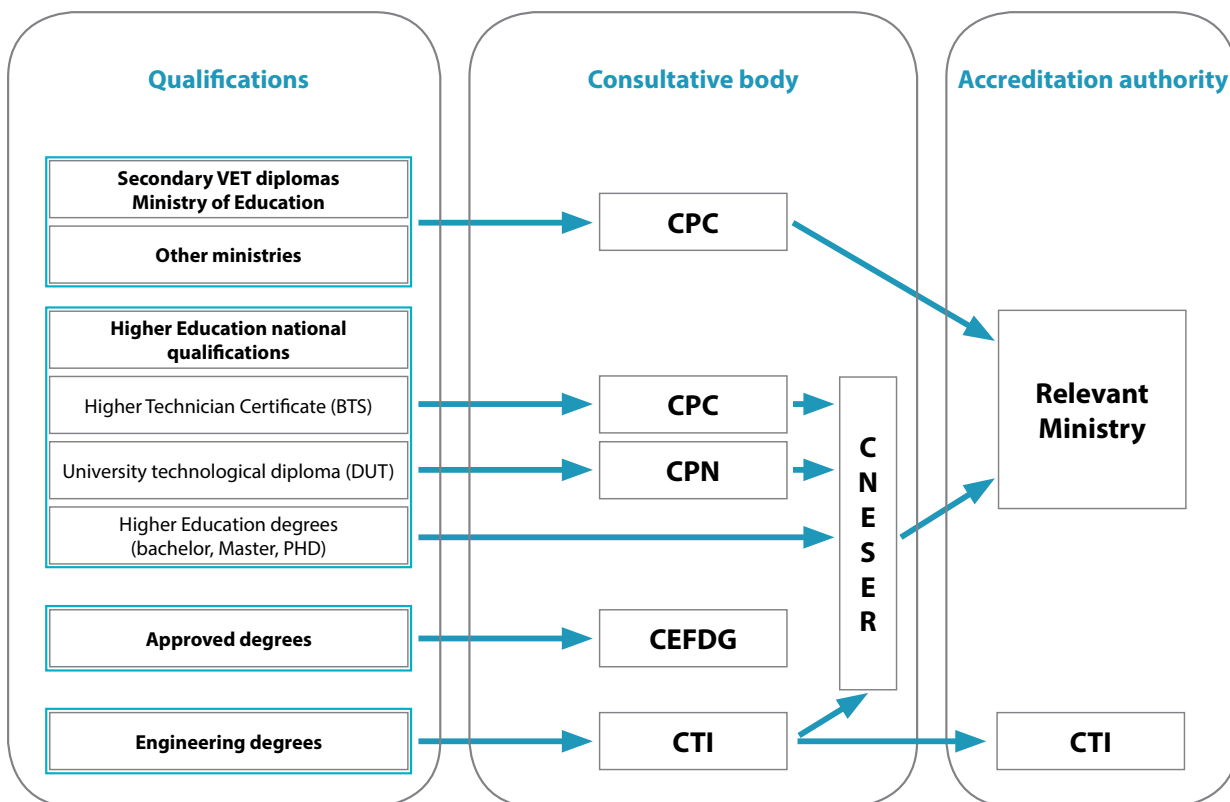 Qualifications
Consultative body
Accreditation authority
Secondary VET diplomas
Ministry of Education
Other ministries
CPC
Higher Education national
qualifications
Higher Technician Certificate (BTS)
CPC
University technological diploma (DUT)
CPN
Higher Education degrees
(bachelor, Master, PHD)
C
N
E
S
E
R
Relevant
Ministry
Approved degrees
CEFDG
Engineering degrees
CTI
CTI